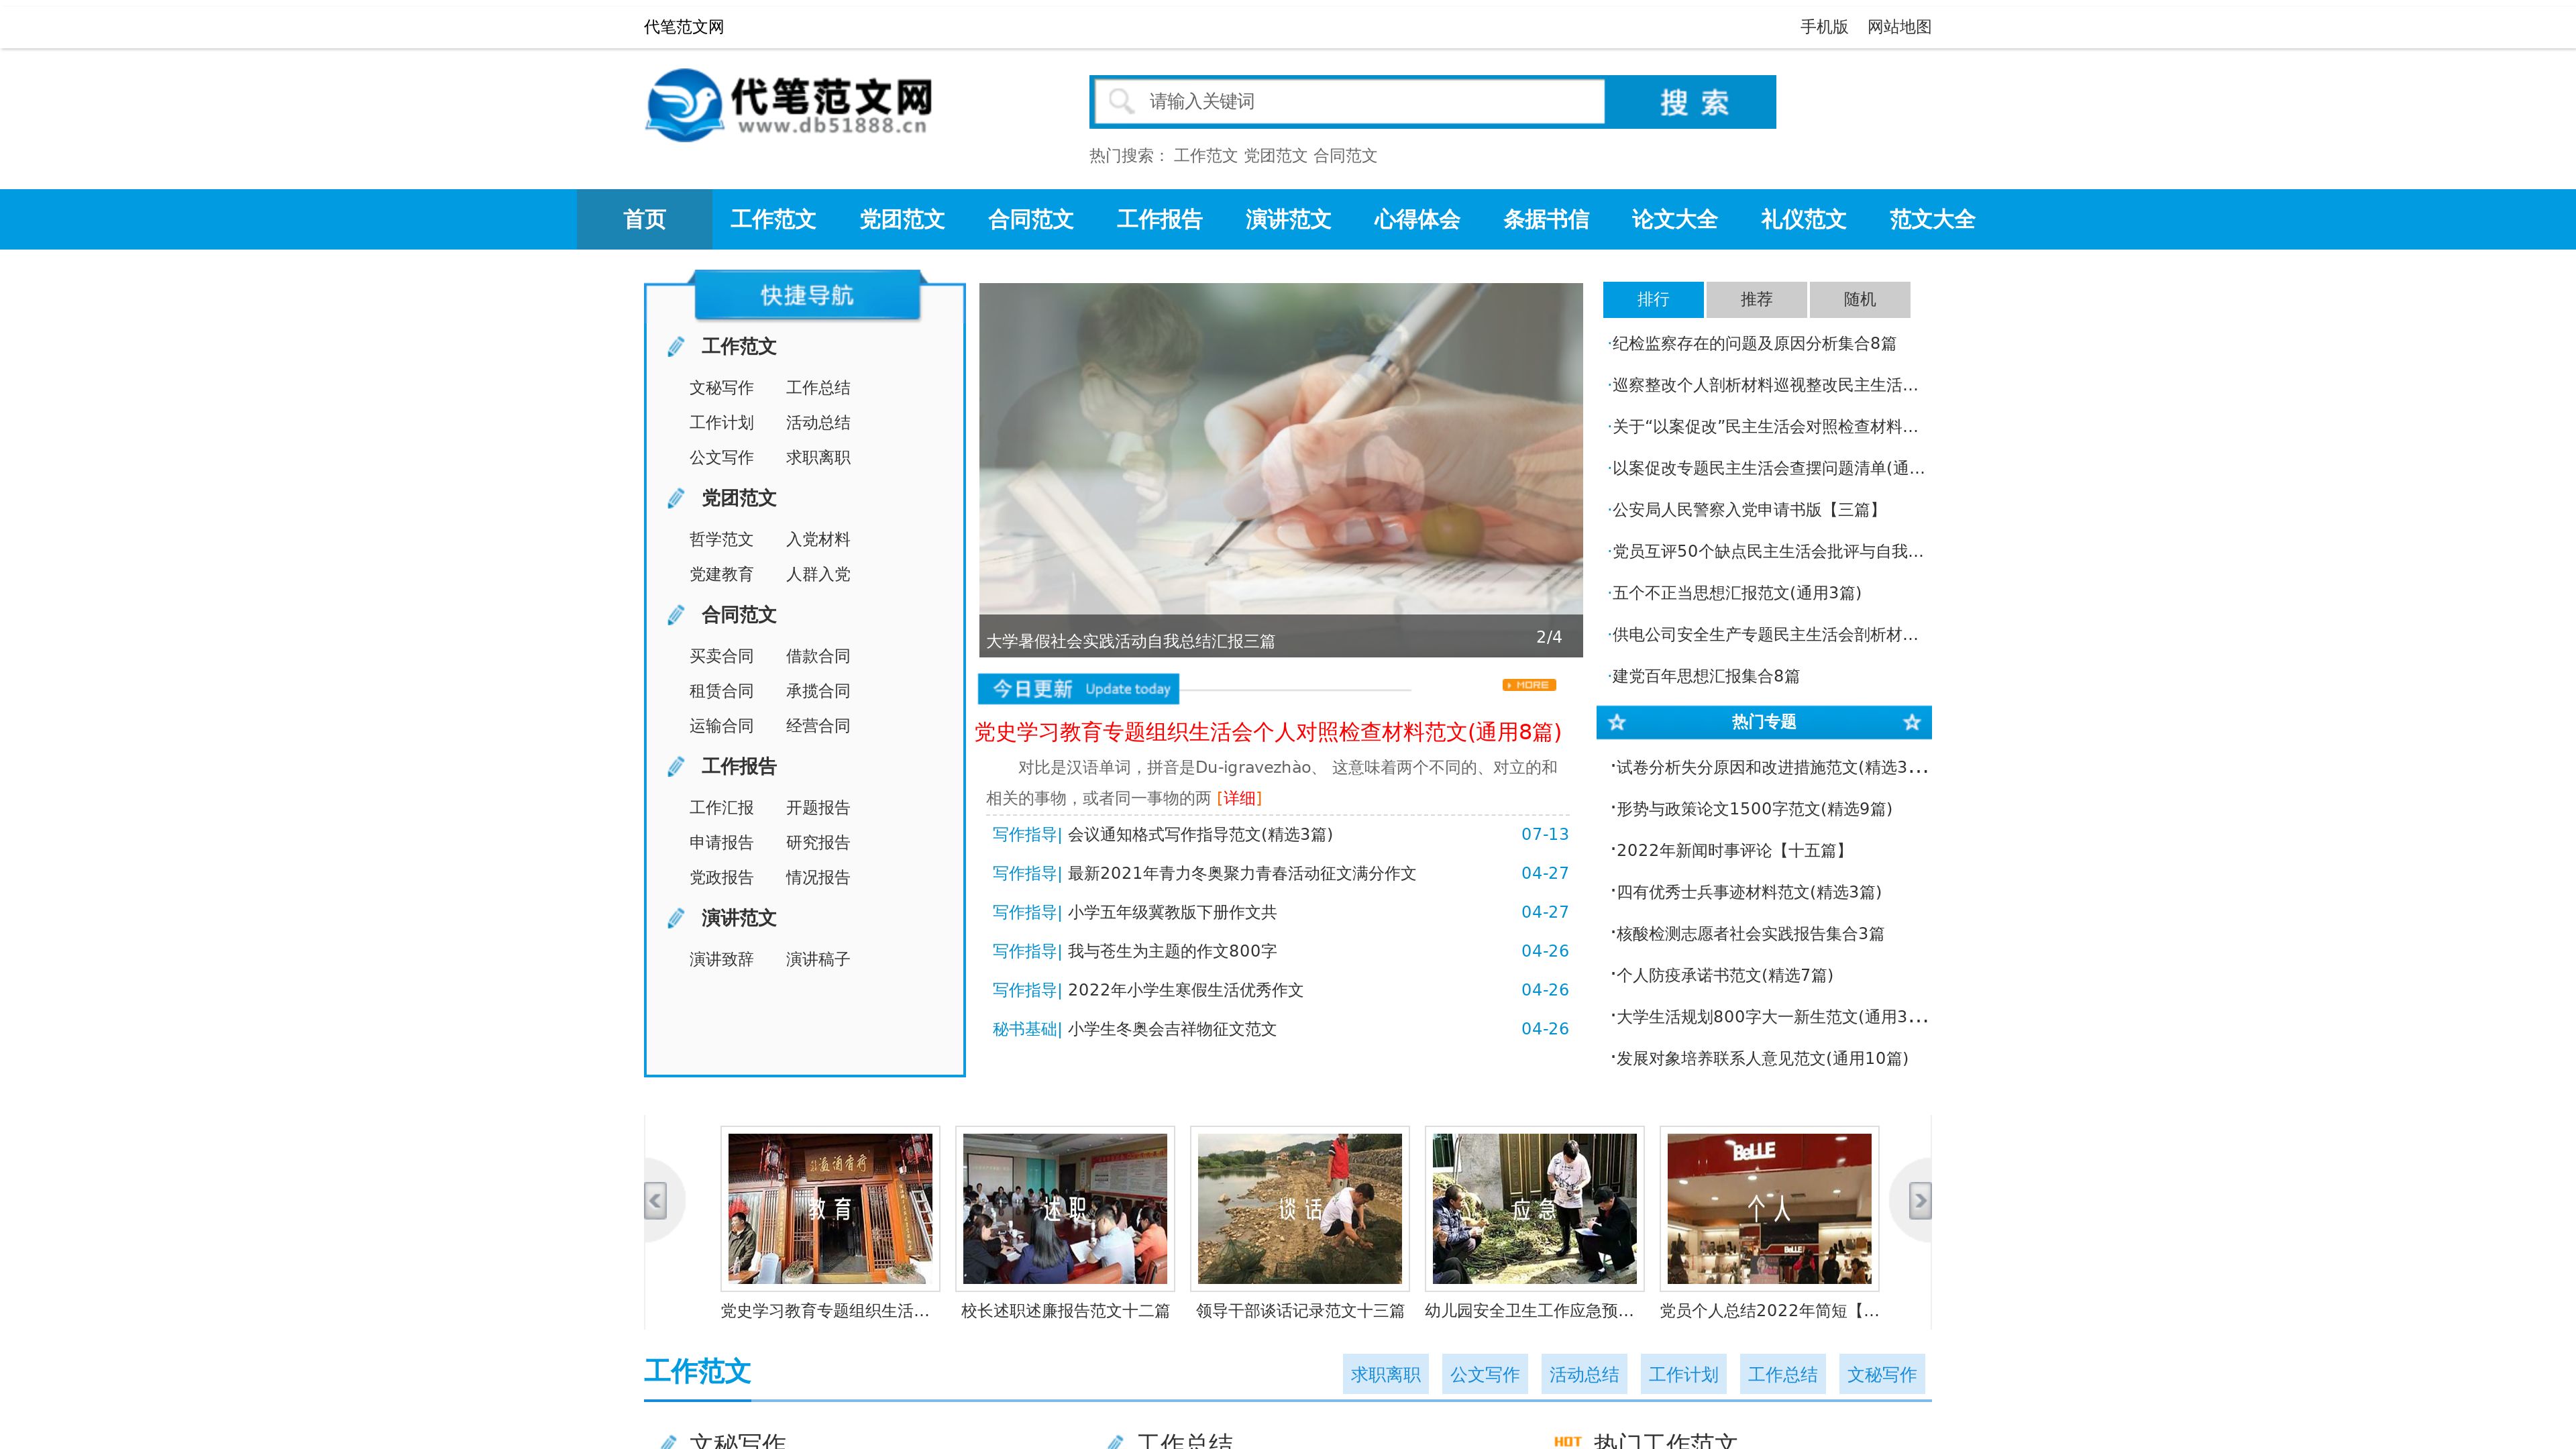 代笔范文网
手机版 网站地图
代笔范文网
www.db51888.cn
请输入关键词
搜索
热门搜索： 工作范文 党团范文 合同范文
首页 工作范文 党团范文 合同范文 工作报告 演讲范文 心得体会 条据书信 论文大全 礼仪范文 范文大全
快捷导航
工作范文
文秘写作 工作总结
工作计划 活动总结
公文写作 求职离职
党团范文
哲学范文 入党材料
党建教育 人群入党
合同范文
买卖合同 借款合同
租赁合同 承揽合同
运输合同 经营合同
工作报告
工作汇报 开题报告
申请报告 研究报告
党政报告 情况报告
演讲范文
演讲致辞 演讲稿子
大学暑假社会实践活动自我总结汇报三篇 2/4
今日更新 Update today
MORE
党史学习教育专题组织生活会个人对照检查材料范文(通用8篇)
对比是汉语单词，拼音是Du-igravezhào、 这意味着两个不同的、对立的和
相关的事物，或者同一事物的两 [详细]
写作指导| 会议通知格式写作指导范文(精选3篇) 07-13
写作指导| 最新2021年青力冬奥聚力青春活动征文满分作文 04-27
写作指导| 小学五年级冀教版下册作文共 04-27
写作指导| 我与苍生为主题的作文800字 04-26
写作指导| 2022年小学生寒假生活优秀作文 04-26
秘书基础| 小学生冬奥会吉祥物征文范文 04-26
排行 推荐 随机
·纪检监察存在的问题及原因分析集合8篇
·巡察整改个人剖析材料巡视整改民主生活…
·关于“以案促改”民主生活会对照检查材料…
·以案促改专题民主生活会查摆问题清单(通…
·公安局人民警察入党申请书版【三篇】
·党员互评50个缺点民主生活会批评与自我…
·五个不正当思想汇报范文(通用3篇)
·供电公司安全生产专题民主生活会剖析材…
·建党百年思想汇报集合8篇
热门专题
·试卷分析失分原因和改进措施范文(精选3…
·形势与政策论文1500字范文(精选9篇)
·2022年新闻时事评论【十五篇】
·四有优秀士兵事迹材料范文(精选3篇)
·核酸检测志愿者社会实践报告集合3篇
·个人防疫承诺书范文(精选7篇)
·大学生活规划800字大一新生范文(通用3…
·发展对象培养联系人意见范文(通用10篇)
教育
述职
谈话
应急
BeLLE
个人
BeLLE
党史学习教育专题组织生活…
校长述职述廉报告范文十二篇
领导干部谈话记录范文十三篇
幼儿园安全卫生工作应急预…
党员个人总结2022年简短【…
工作范文
求职离职 公文写作 活动总结 工作计划 工作总结 文秘写作
文秘写作 工作总结 HOT 热门工作范文